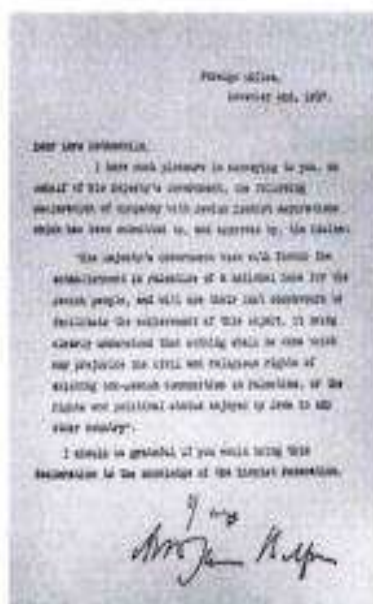 Foreign Office,
November 2nd, 1917.
Dear Lord Rothschild,
I have much pleasure in conveying to you, on
behalf of His Majesty's Government, the following
declaration of sympathy with Jewish Zionist aspirations
which has been submitted to, and approved by, the Cabinet
"His Majesty's Government view with favour the
establishment in Palestine of a national home for the
Jewish people, and will use their best endeavours to
facilitate the achievement of this object, it being
clearly understood that nothing shall be done which
may prejudice the civil and religious rights of
existing non-Jewish communities in Palestine, or the
rights and political status enjoyed by Jews in any
other country".
I should be grateful if you would bring this
declaration to the knowledge of the Zionist Federation.
Arthur James Balfour